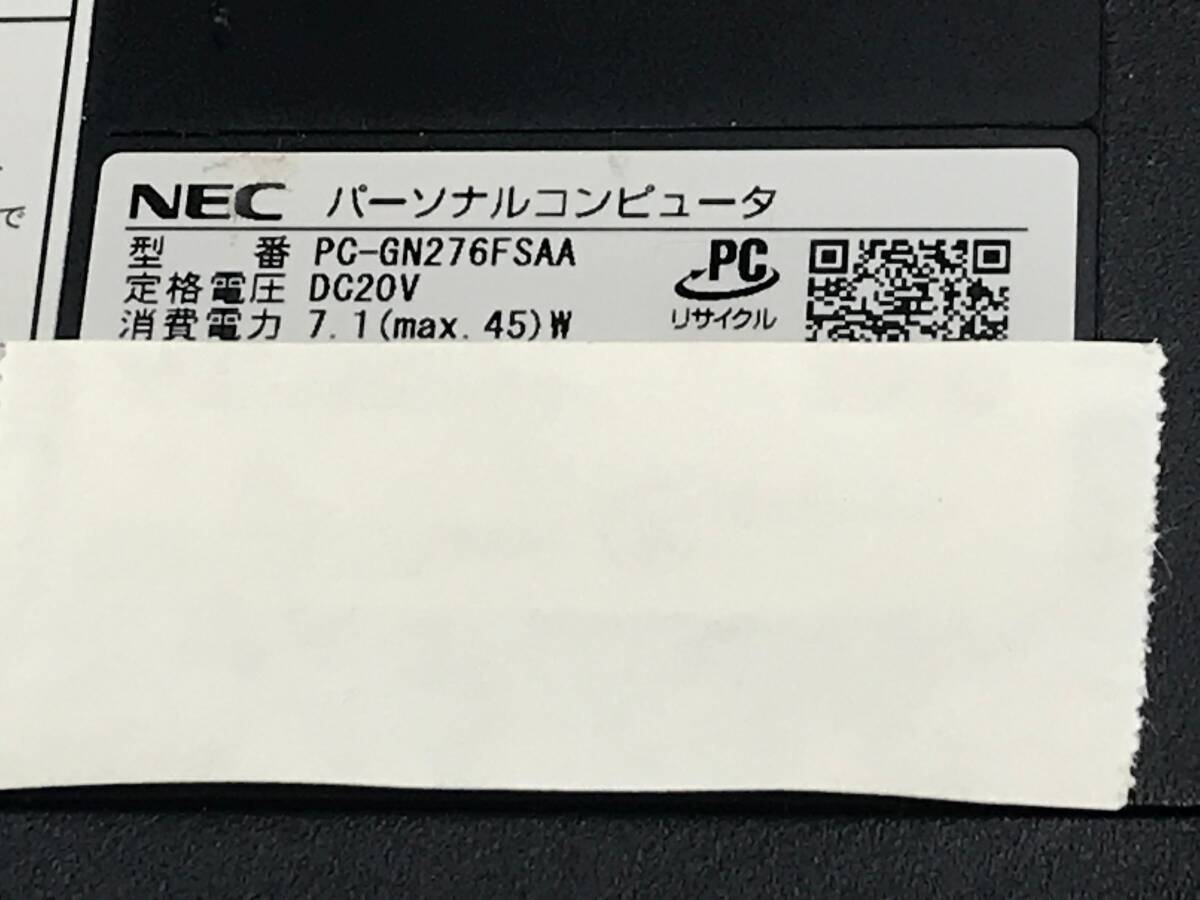 NEC パーソナルコンピュータ
型 番 PC-GN276FSAA
定格電圧 DC20V
消費電力 7.1(max.45)W
PC
リサイクル
で